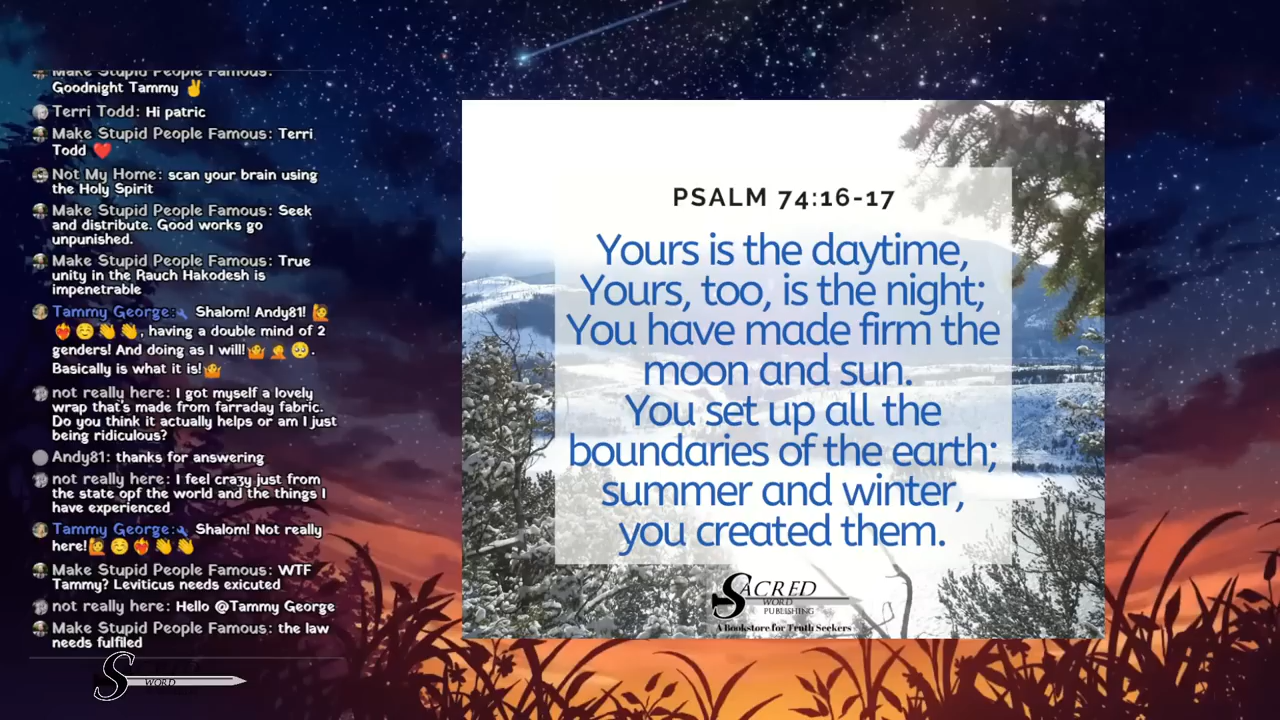 Make Stupid People Famous:
Goodnight Tammy ✌
Terri Todd: Hi patric
Make Stupid People Famous: Terri
Todd ❤️
Not My Home: scan your brain using
the Holy Spirit
Make Stupid People Famous: Seek
and distribute. Good works go
unpunished.
Make Stupid People Famous: True
unity in the Rauch Hakodesh is
impenetrable
Tammy George: Shalom! Andy81! 🙋
❤️‍🔥☺️👋👋, having a double mind of 2
genders! And doing as I will!🤷🤦🥺.
Basically is what it is!🤷
not really here: I got myself a lovely
wrap that's made from farraday fabric.
Do you think it actually helps or am I just
being ridiculous?
Andy81: thanks for answering
not really here: I feel crazy just from
the state opf the world and the things I
have experienced
Tammy George: Shalom! Not really
here!🙋☺️❤️‍🔥👋👋
Make Stupid People Famous: WTF
Tammy? Leviticus needs exicuted
not really here: Hello @Tammy George
Make Stupid People Famous: the law
needs fulfiled
S WORD
PSALM 74:16-17
Yours is the daytime,
Yours, too, is the night;
You have made firm the
moon and sun.
You set up all the
boundaries of the earth;
summer and winter,
you created them.
SACRED
WORD
PUBLISHING
A Bookstore for Truth Seekers